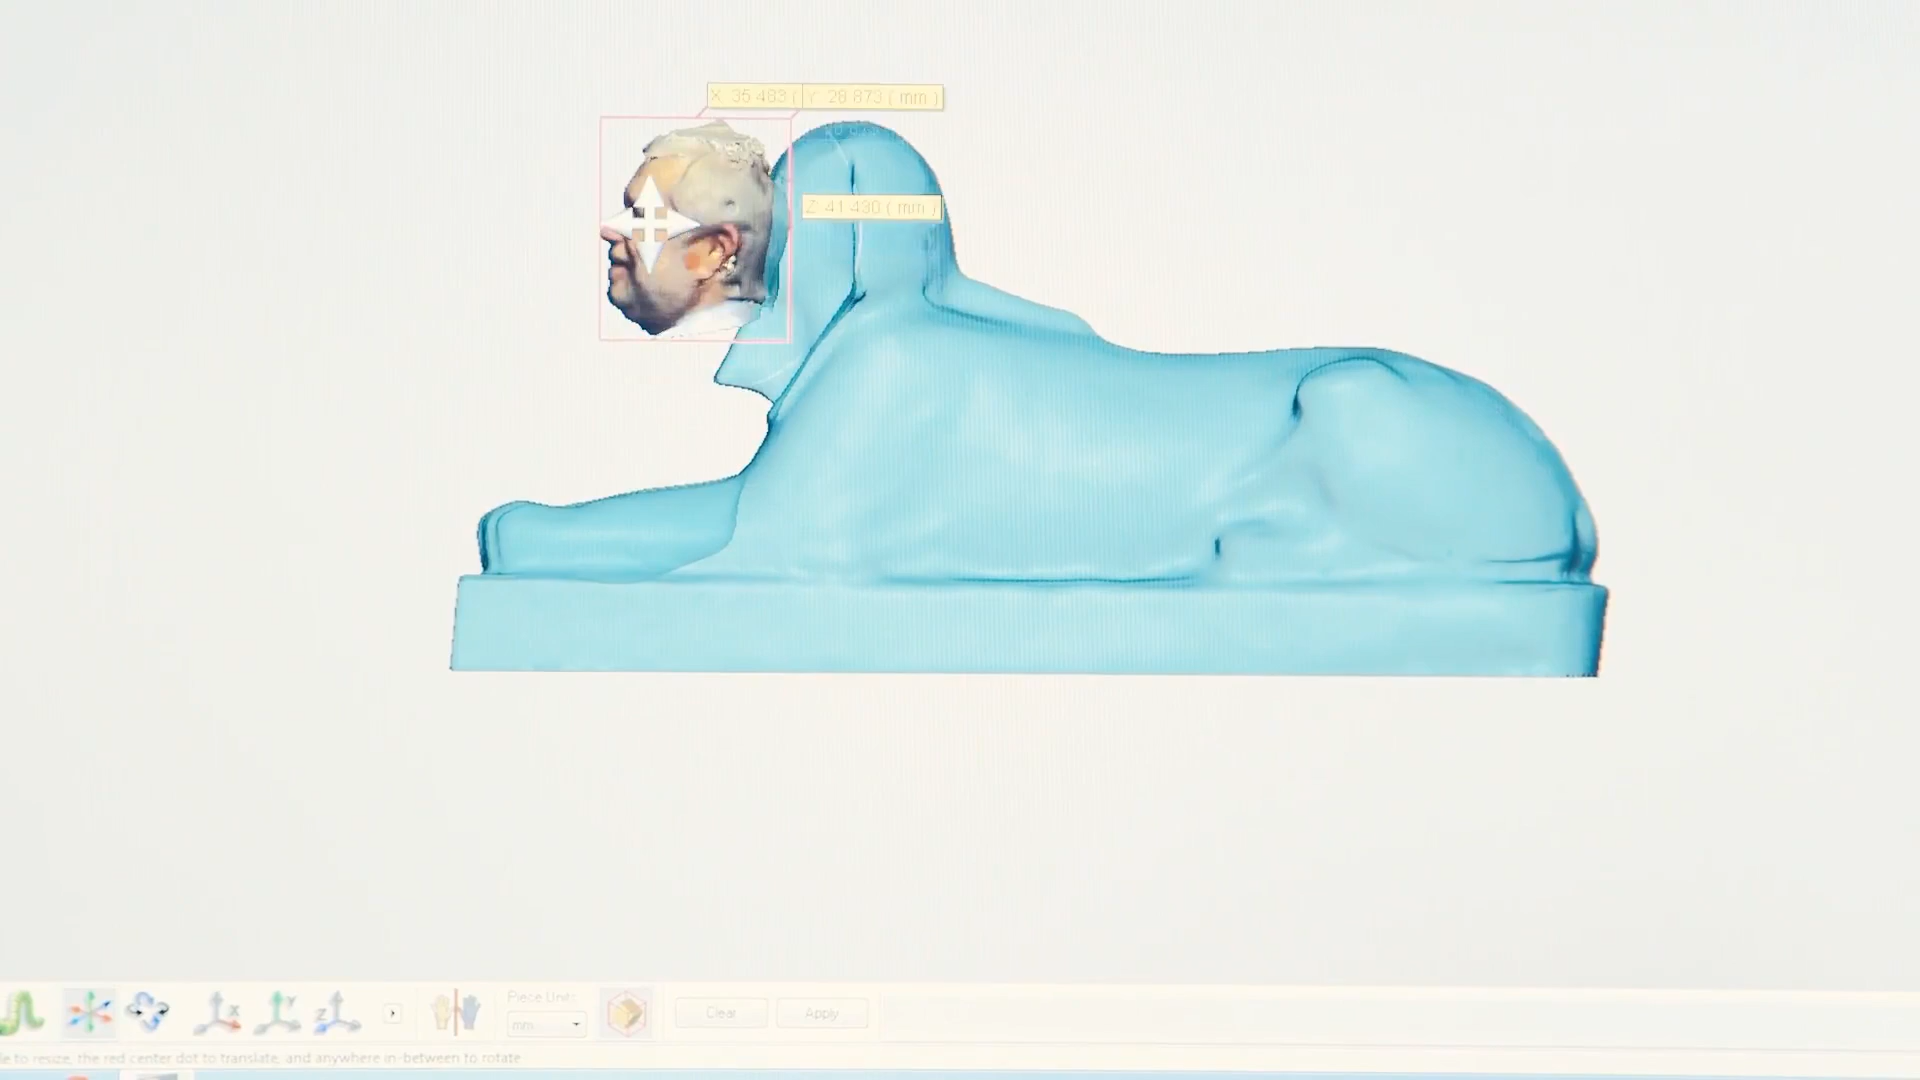 X: 35.483 ( Y: 28.873 ( mm )
Z: 41.430 ( mm )
X
Y
Z
Piece Units
mm
Clear
Apply
le to resize, the red center dot to translate, and anywhere in-between to rotate